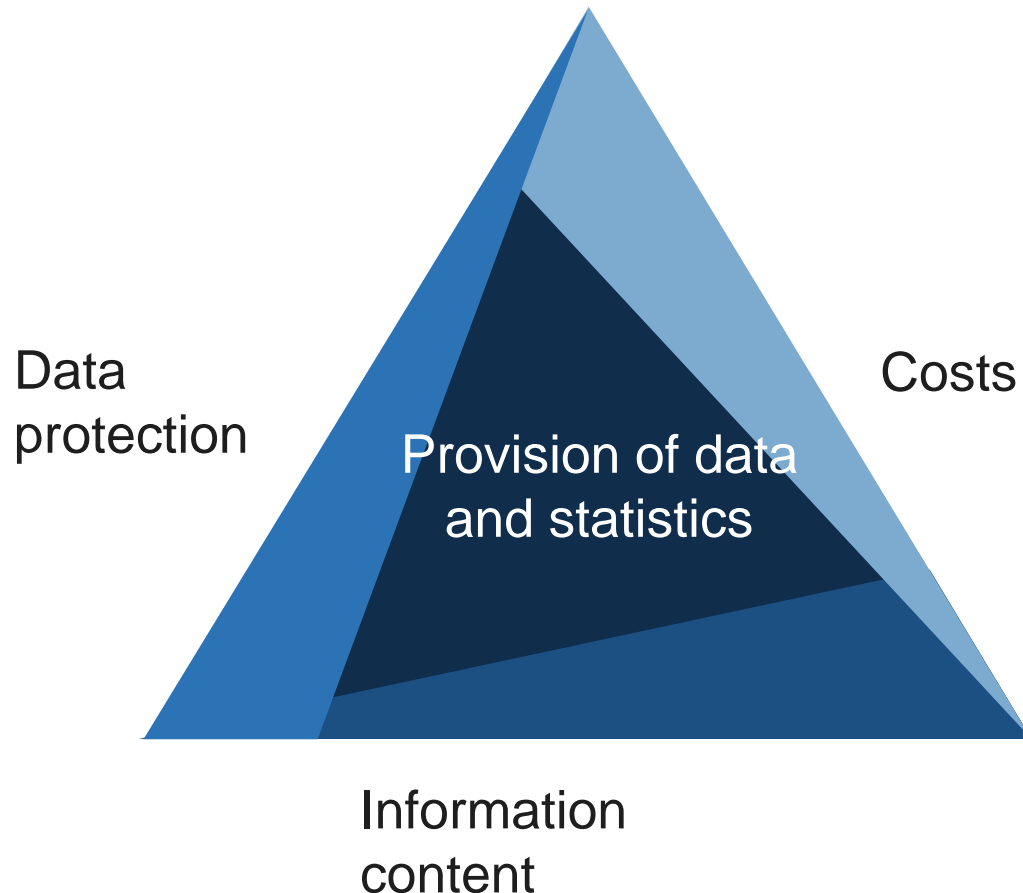 Data
protection
Costs
Provision of data
and statistics
Information
content